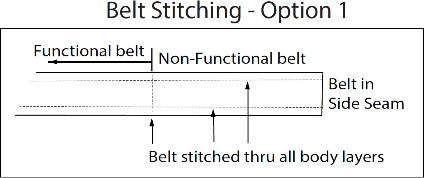 Belt Stitching - Option 1
Functional belt
Non-Functional belt
Belt in
Side Seam
Belt stitched thru all body layers